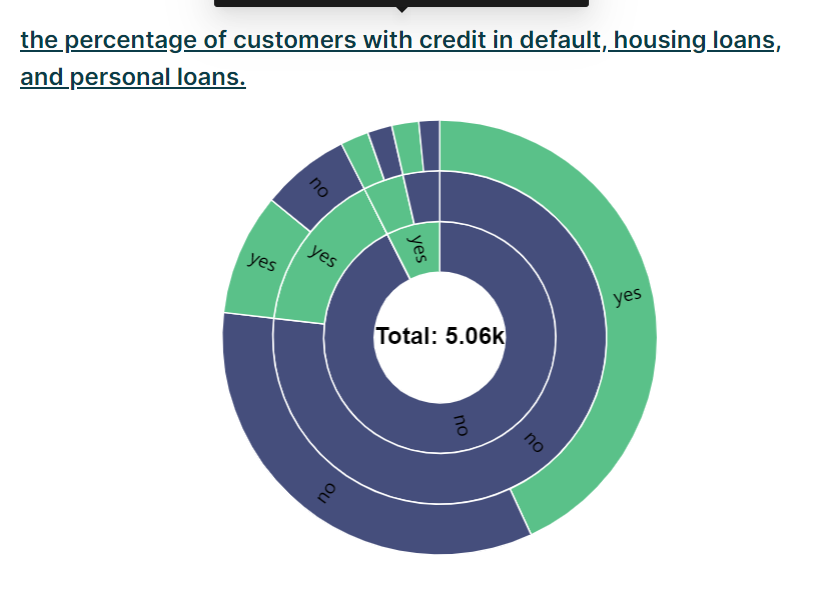 the percentage of customers with credit in default, housing loans,
and personal loans.
no
yes
yes
yes
yes
Total: 5.06k
no
no
no